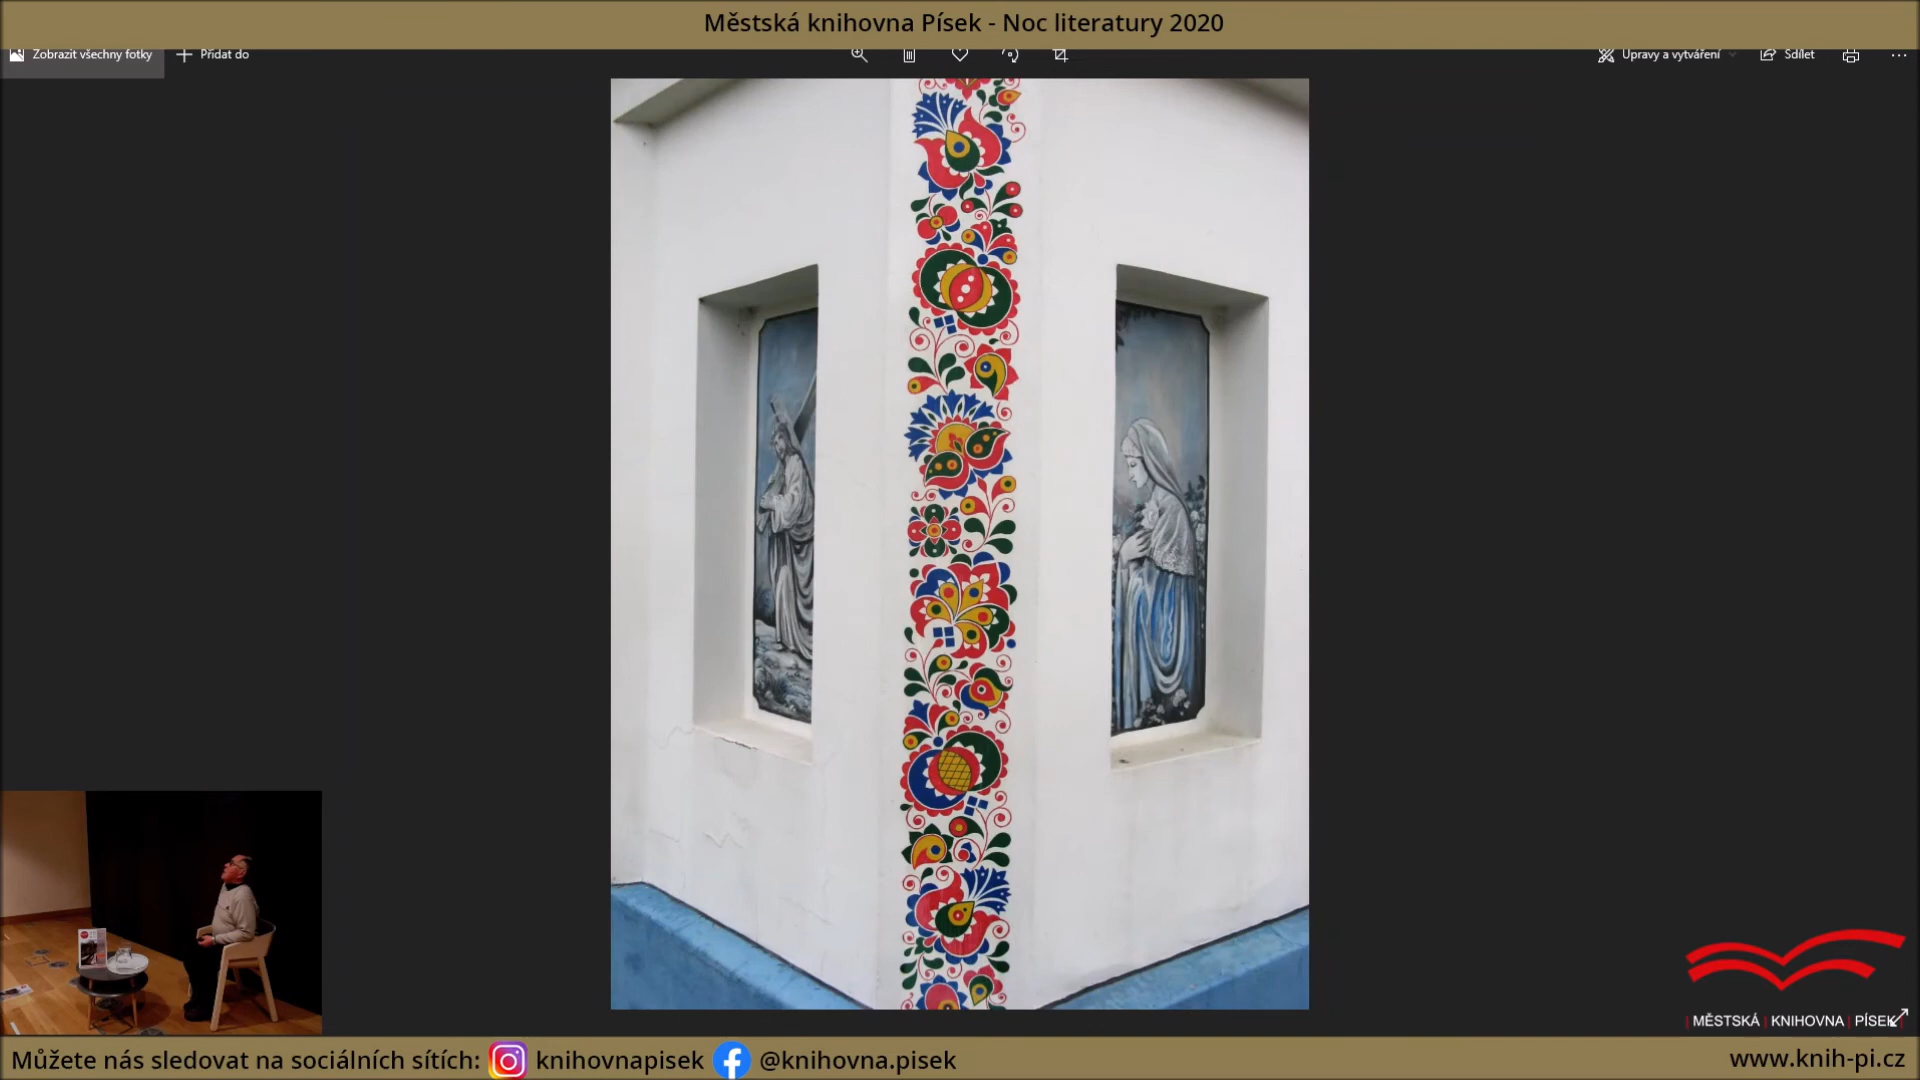 Městská knihovna Písek - Noc literatury 2020
Zobrazit všechny fotky
Přidat do
Upravy a vytváření
Sdílet
MĚSTSKÁ KNIHOVNA PÍSEK
Můžete nás sledovat na sociálních sítích: knihovnapisek @knihovna.pisek
www.knih-pi.cz